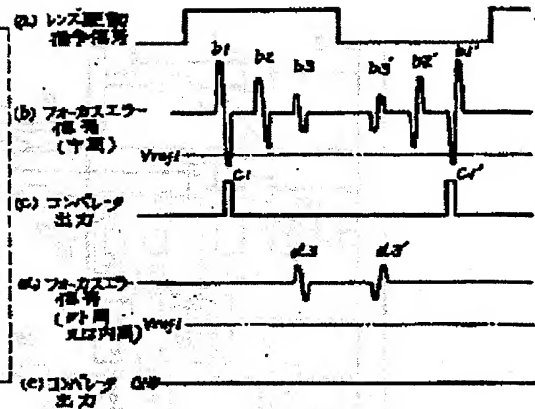 (a) レンズ駆動
指令信号
b1 b2 b3 b3' b2' b1'
(b) フォーカスエラー
信号
(中周)
Vref1
(c) コンパレータ
出力
C1 C1'
d3 d3'
(d) フォーカスエラー
信号
(外周
又は内周)
Vref1
(e) コンパレータ GND
出力